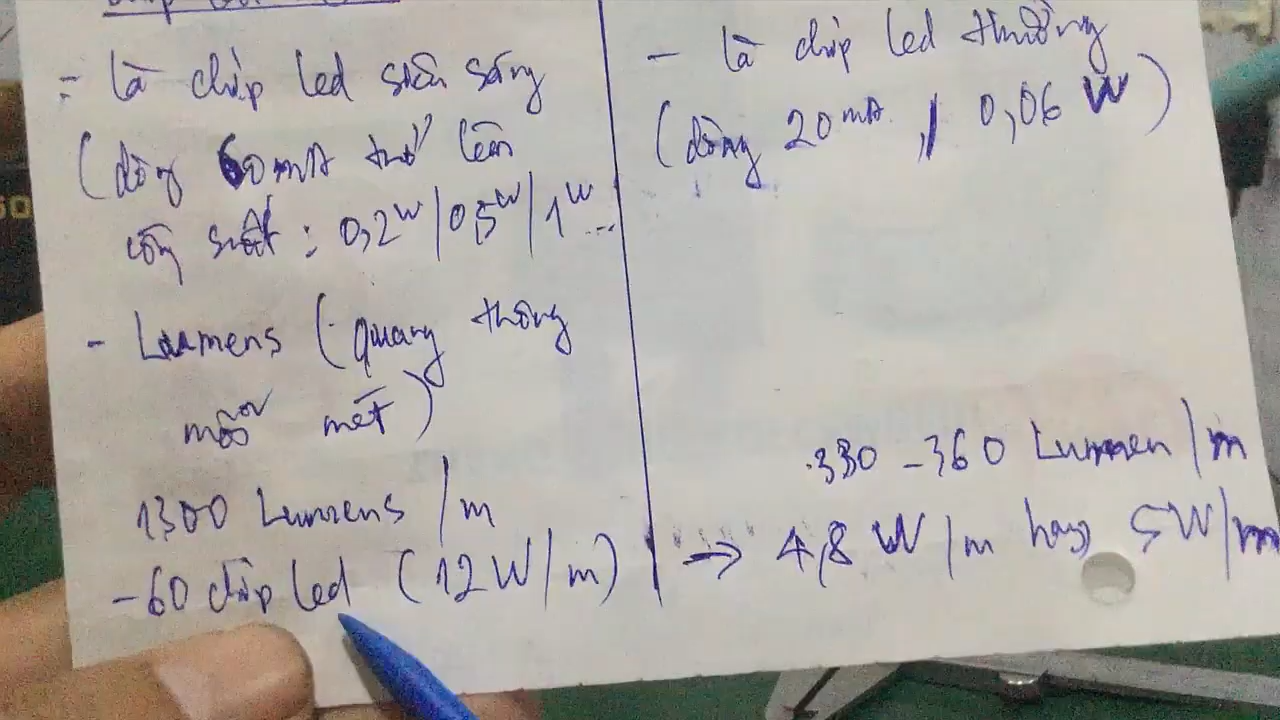 - là chip led siêu sáng
(dòng 60mA trở lên
công suất : 0,2W/0,5W/1W...
- Lumens (quang thông
mỗi mét)
1300 Lumens /m
- 60 chip led (12W/m)
- là chip led thường
(dòng 20mA, 0,06 W)
330 - 360 Lumen/m
→ 4,8 W/m hay 5W/m